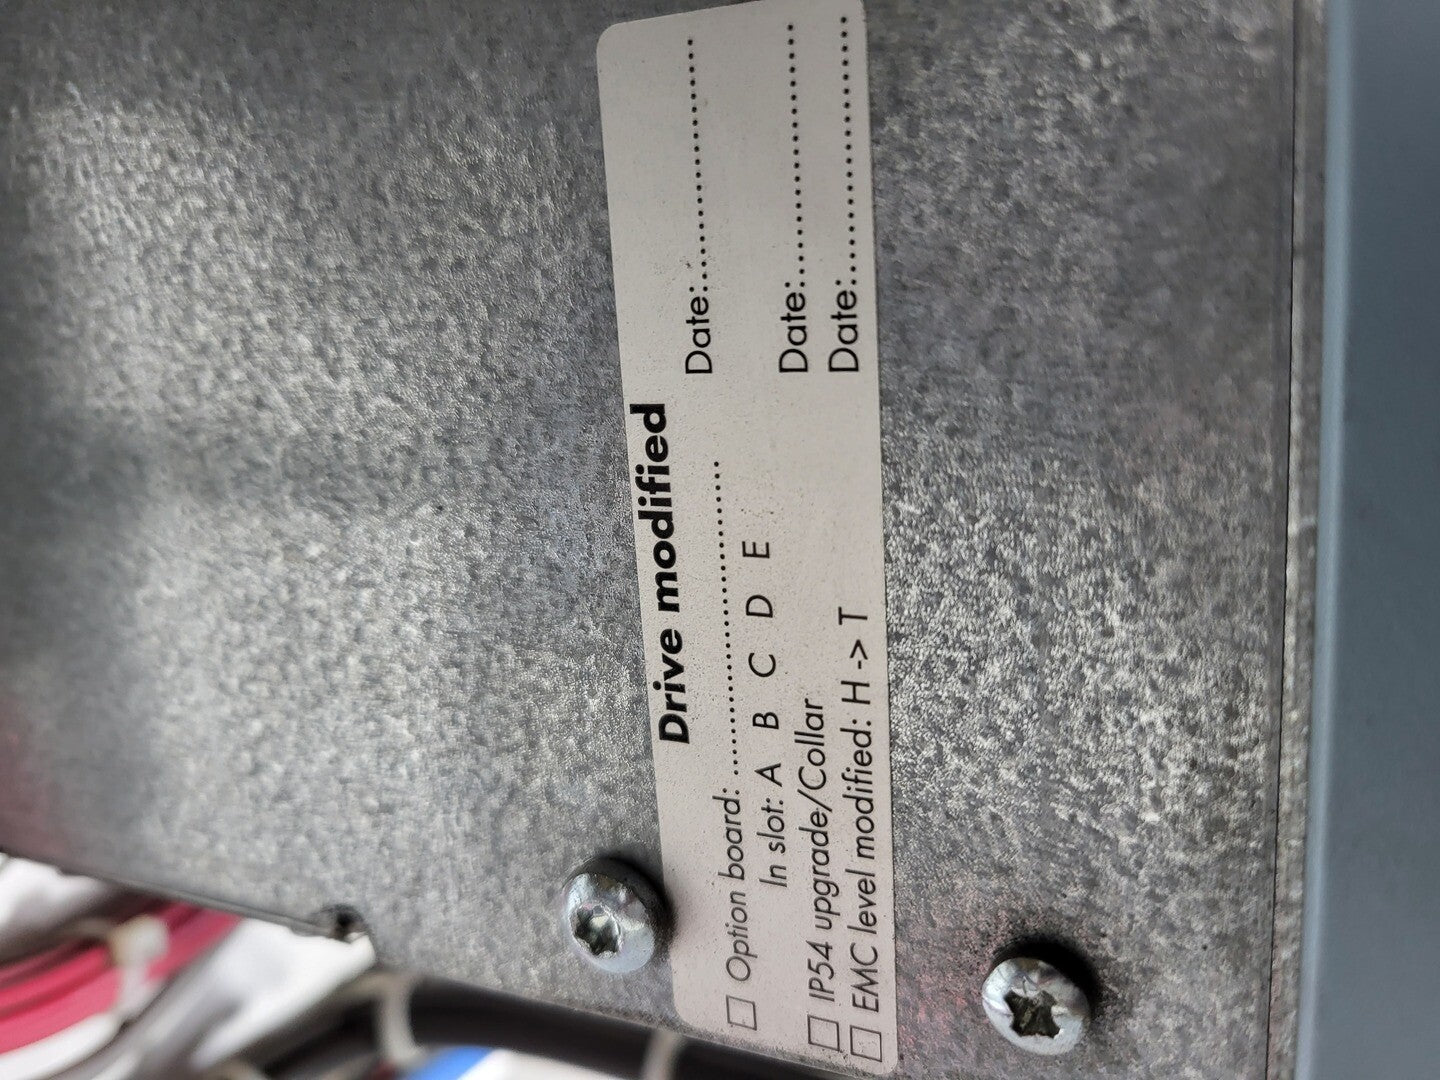 Drive modified
☐ Option board: ................................ Date:................................
In slot: A B C D E
☐ IP54 upgrade/Collar Date:................................
☐ EMC level modified: H -> T Date:................................